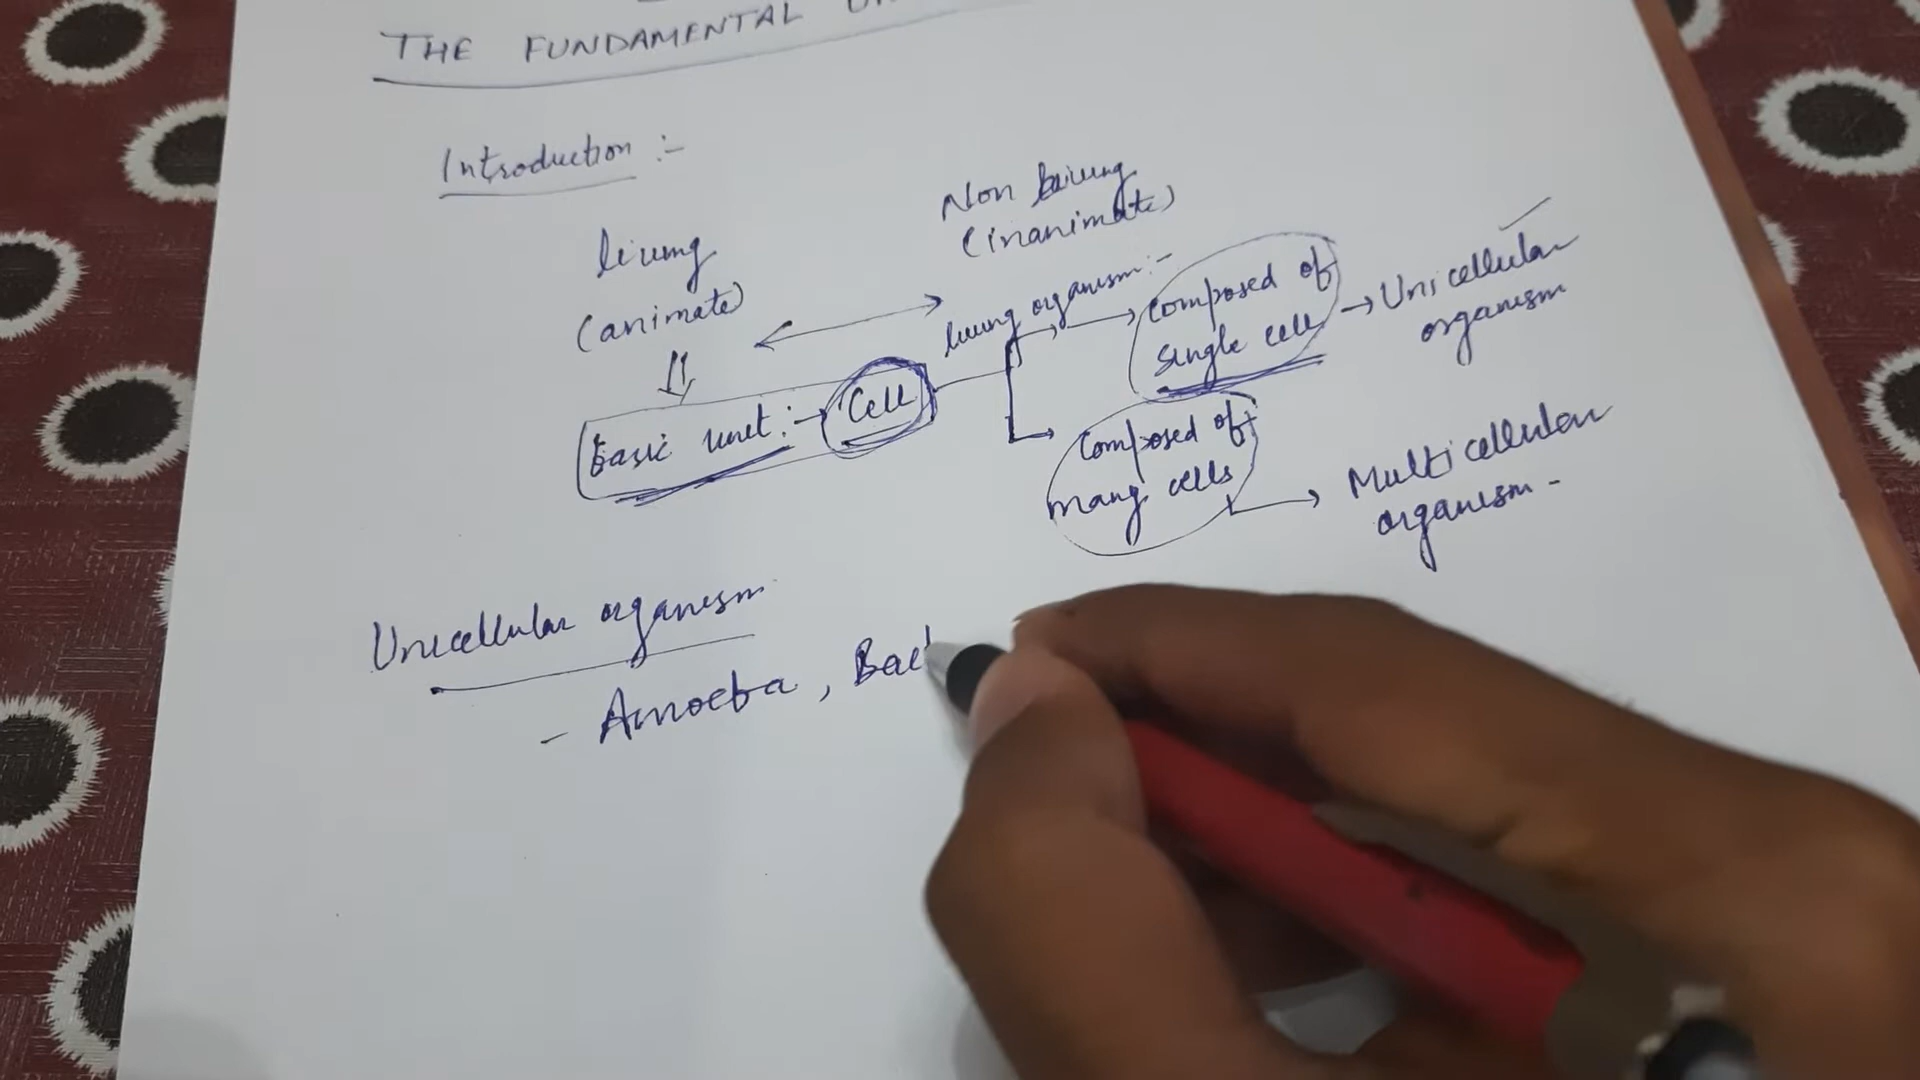 THE FUNDAMENTAL
Introduction :-
living
(animate)
Non living
(inanimate)
Basic unit :- Cell
living organism :-
Composed of
single cell
Unicellular
organism
Composed of
many cells
Multicellular
organism -
Unicellular organism
- Amoeba, Bact